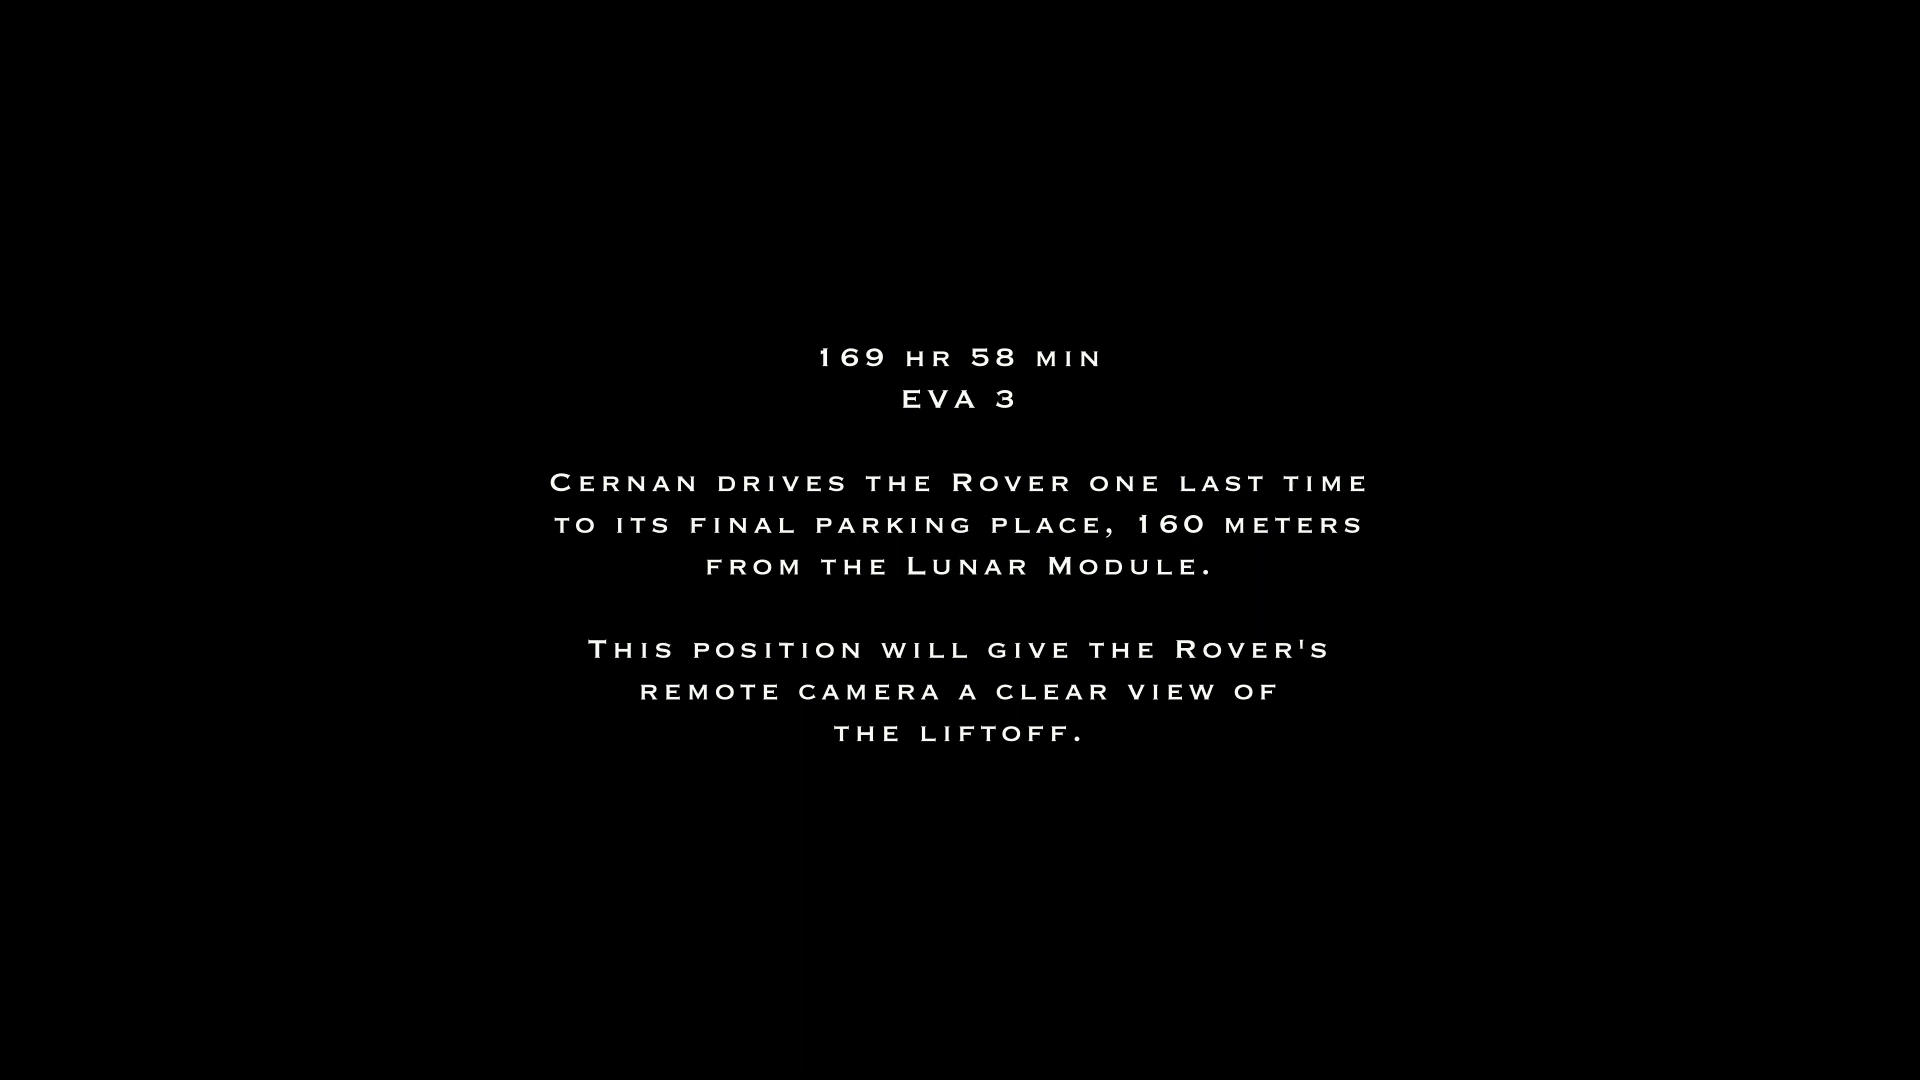 169 HR 58 MIN
EVA 3
Cernan drives the Rover one last time
to its final parking place, 160 meters
from the Lunar Module.
This position will give the Rover's
remote camera a clear view of
the liftoff.